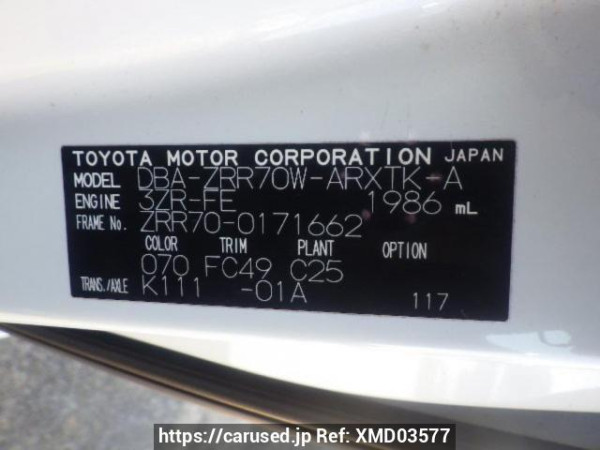 TOYOTA MOTOR CORPORATION JAPAN
MODEL DBA-ZRR70W-ARXTK-A
ENGINE 3ZR-FE 1986 mL
FRAME No. ZRR70-0171662
COLOR TRIM PLANT OPTION
070 FC49 C25
TRANS./AXLE K111 -01A 117
https://carused.jp Ref: XMD03577